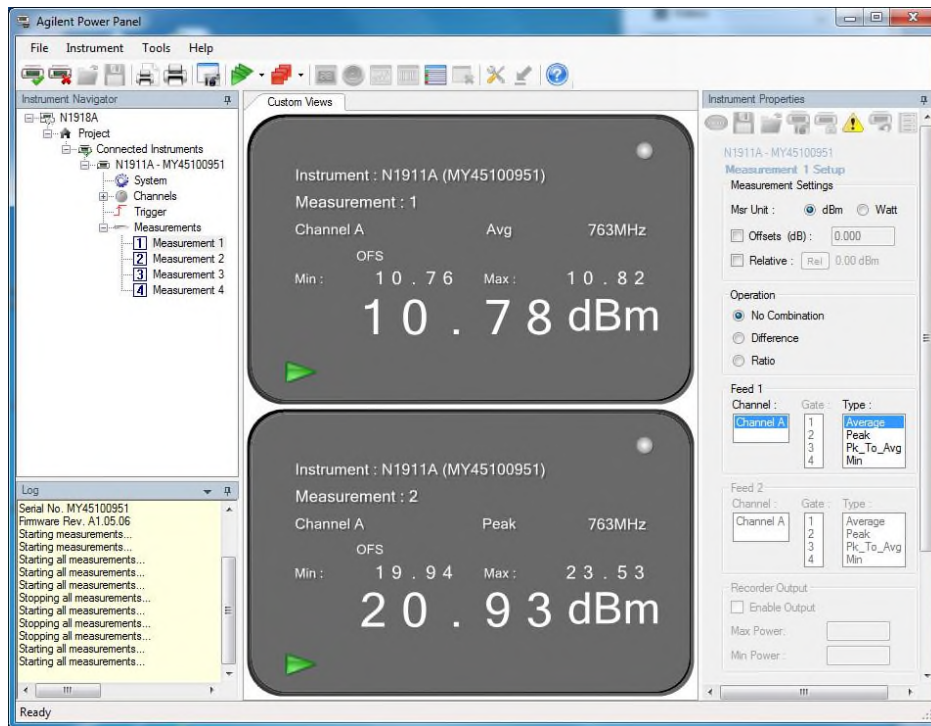 Agilent Power Panel
File Instrument Tools Help
Instrument Navigator
N1918A
Project
Connected Instruments
N1911A - MY45100951
System
Channels
Trigger
Measurements
1 Measurement 1
2 Measurement 2
3 Measurement 3
4 Measurement 4
Log
Serial No. MY45100951
Firmware Rev. A1.05.06
Starting measurements...
Starting measurements...
Starting all measurements...
Starting all measurements...
Starting all measurements...
Stopping all measurements...
Starting all measurements...
Stopping all measurements...
Stopping all measurements...
Starting all measurements...
Starting all measurements...
Custom Views
Instrument : N1911A (MY45100951)
Measurement : 1
Channel A Avg 763MHz
OFS
Min : 10.76 Max : 10.82
10.78 dBm
Instrument : N1911A (MY45100951)
Measurement : 2
Channel A Peak 763MHz
OFS
Min : 19.94 Max : 23.53
20.93 dBm
Instrument Properties
N1911A - MY45100951
Measurement 1 Setup
Measurement Settings
Msr Unit : dBm Watt
Offsets (dB) : 0.000
Relative : Rel 0.00 dBm
Operation
No Combination
Difference
Ratio
Feed 1
Channel : Gate : Type :
Channel A 1 Average
2 Peak
3 Pk_To_Avg
4 Min
Feed 2
Channel : Gate : Type :
Channel A 1 Average
2 Peak
3 Pk_To_Avg
4 Min
Recorder Output
Enable Output
Max Power:
Min Power :
Ready